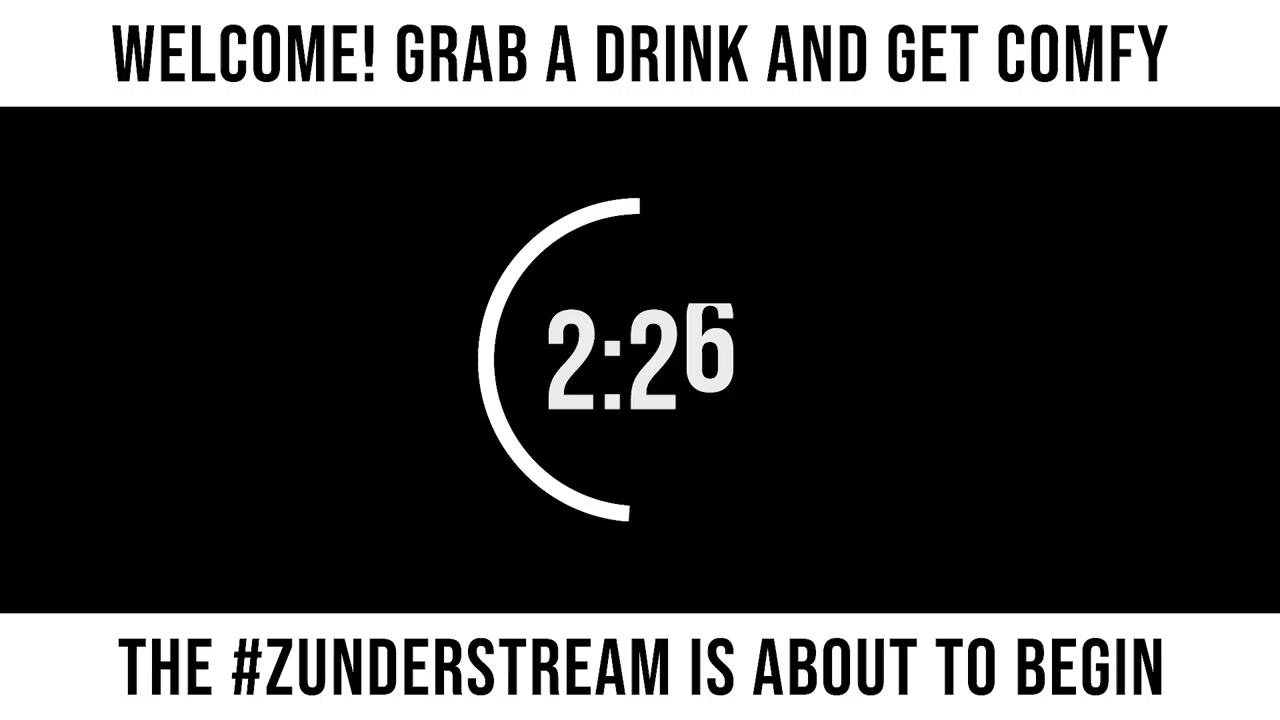 WELCOME! GRAB A DRINK AND GET COMFY
2:26
THE #ZUNDERSTREAM IS ABOUT TO BEGIN